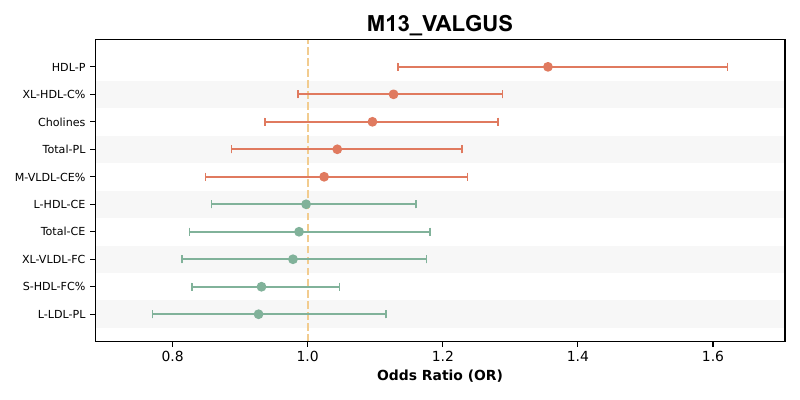 M13_VALGUS
HDL-P
XL-HDL-C%
Cholines
Total-PL
M-VLDL-CE%
L-HDL-CE
Total-CE
XL-VLDL-FC
S-HDL-FC%
L-LDL-PL
0.8 1.0 1.2 1.4 1.6
Odds Ratio (OR)